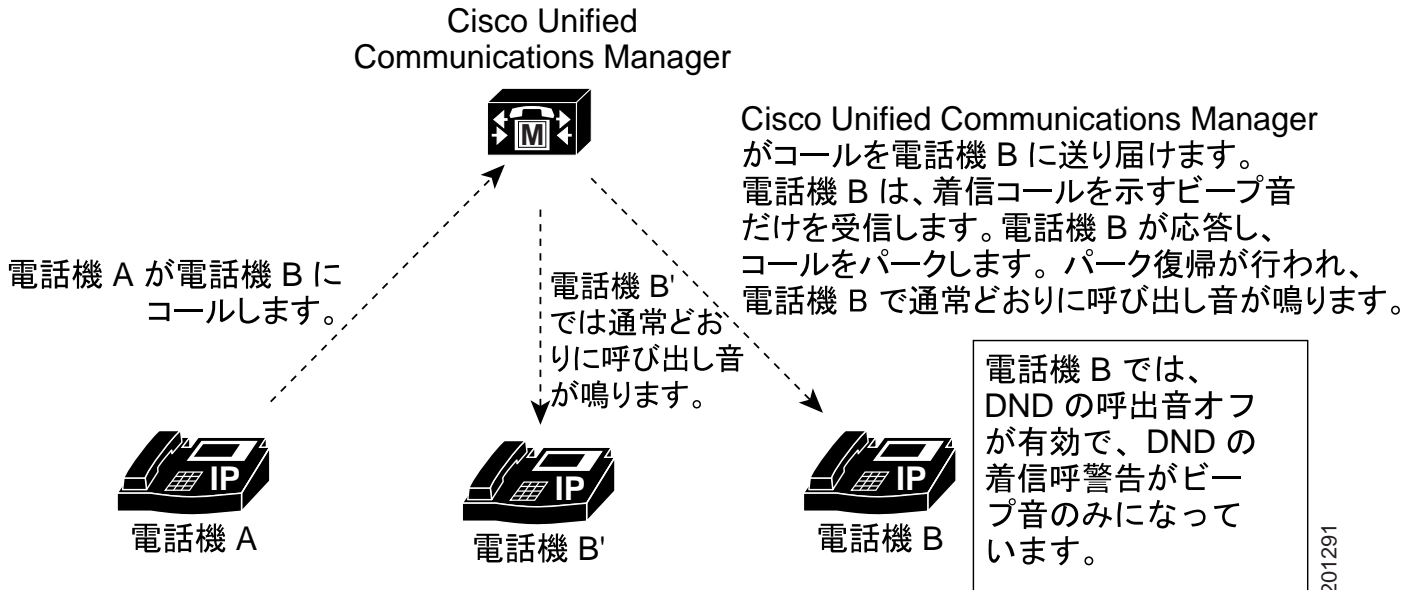 Cisco Unified
Communications Manager
M
Cisco Unified Communications Manager
がコールを電話機 B に送り届けます。
電話機 B は、着信コールを示すビープ音
だけを受信します。電話機 B が応答し、
コールをパークします。パーク復帰が行われ、
電話機 B で通常どおりに呼び出し音が鳴ります。
電話機 A が電話機 B に
コールします。
電話機 B'
では通常どお
りに呼び出し音
が鳴ります。
電話機 B では、
DND の呼出音オフ
が有効で、DND の
着信呼警告がビー
プ音のみになって
います。
IP
電話機 A
IP
電話機 B'
IP
電話機 B
201291